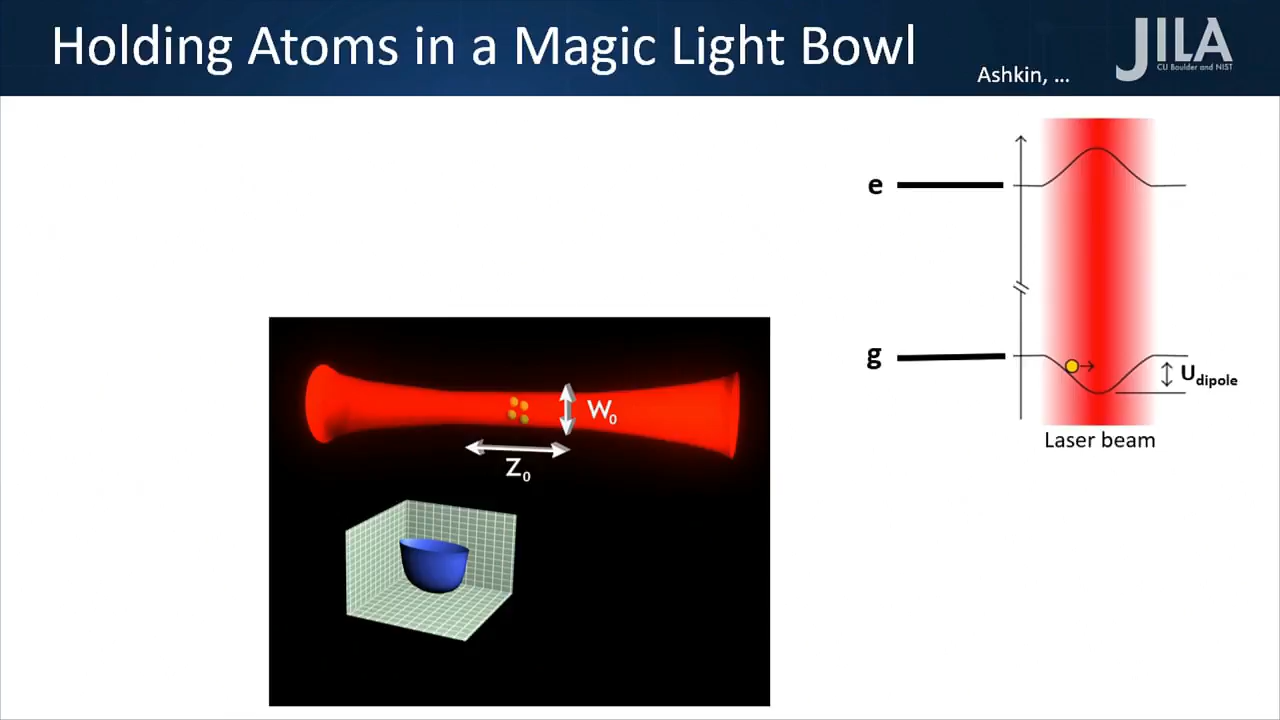 Holding Atoms in a Magic Light Bowl
Ashkin, ...
JILA
CU Boulder and NIST
e
g
Udipole
Laser beam
W0
Z0